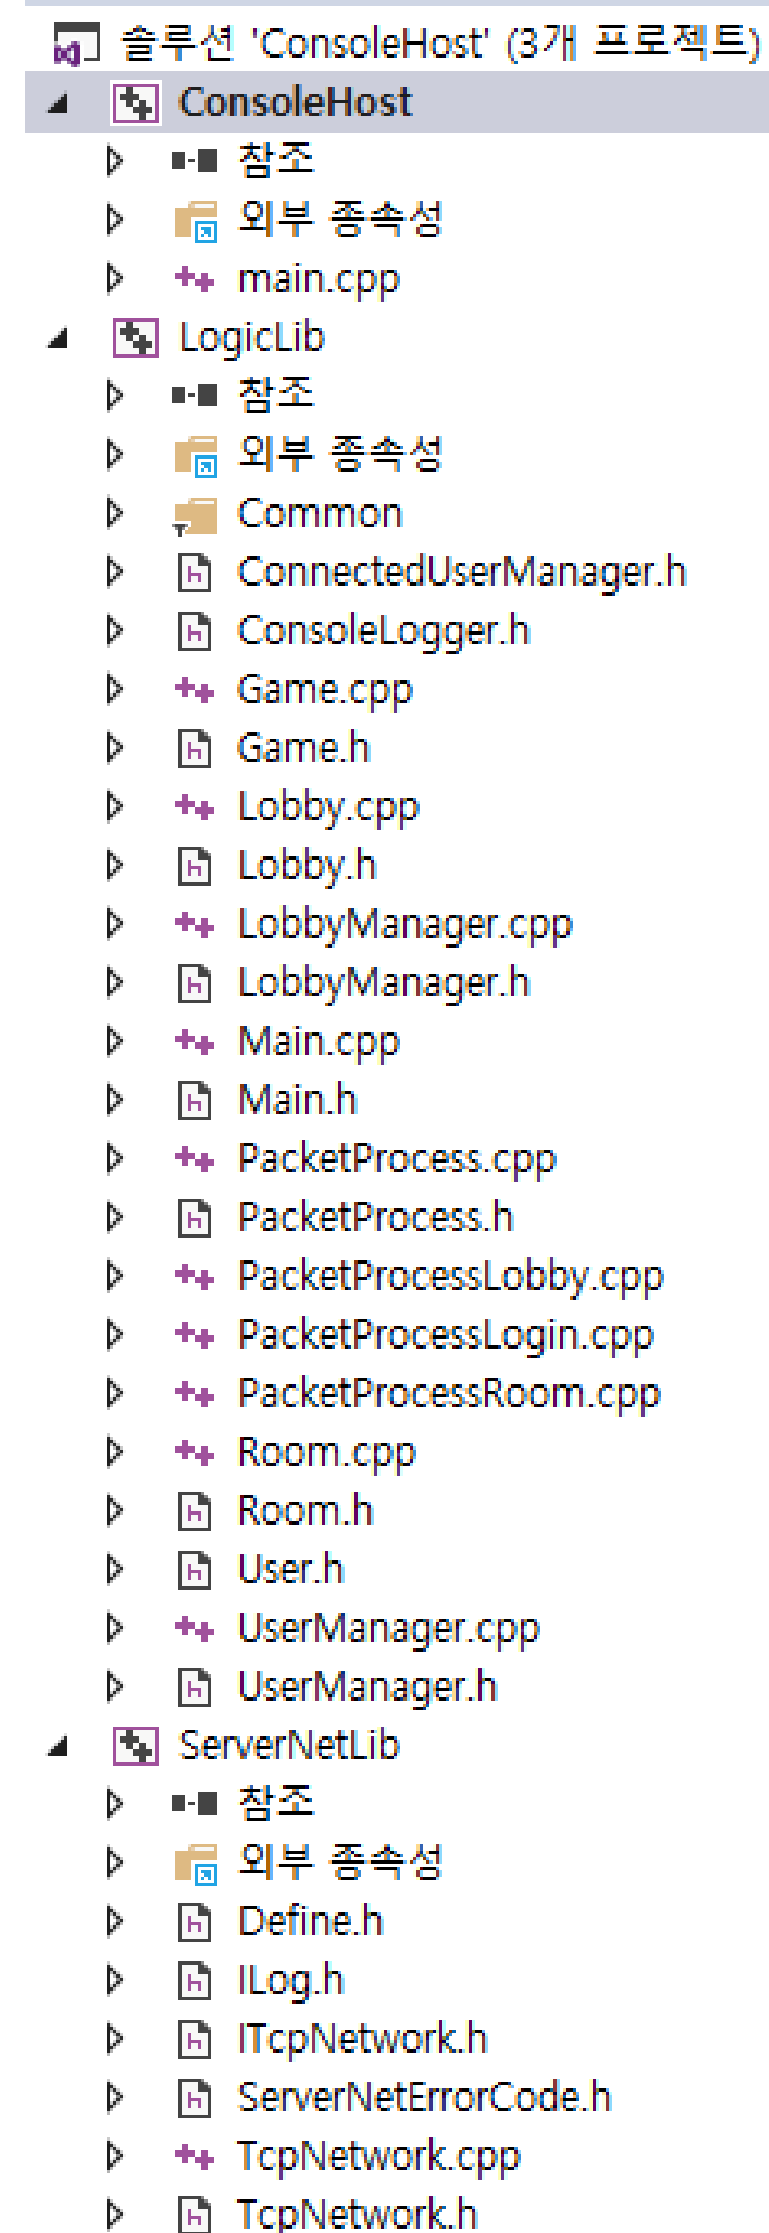 솔루션 'ConsoleHost' (3개 프로젝트)
ConsoleHost
참조
외부 종속성
main.cpp
LogicLib
참조
외부 종속성
Common
ConnectedUserManager.h
ConsoleLogger.h
Game.cpp
Game.h
Lobby.cpp
Lobby.h
LobbyManager.cpp
LobbyManager.h
Main.cpp
Main.h
PacketProcess.cpp
PacketProcess.h
PacketProcessLobby.cpp
PacketProcessLogin.cpp
PacketProcessRoom.cpp
Room.cpp
Room.h
User.h
UserManager.cpp
UserManager.h
ServerNetLib
참조
외부 종속성
Define.h
ILog.h
ITcpNetwork.h
ServerNetErrorCode.h
TcpNetwork.cpp
TcpNetwork.h